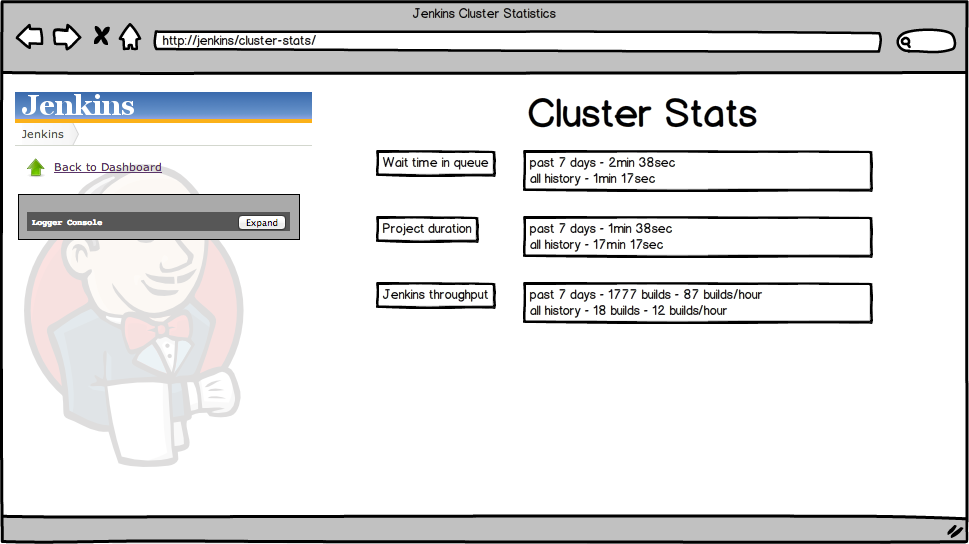 Jenkins Cluster Statistics
http://jenkins/cluster-stats/
Jenkins
Jenkins
Back to Dashboard
Logger Console
Expand
Cluster Stats
Wait time in queue
past 7 days - 2min 38sec
all history - 1min 17sec
Project duration
past 7 days - 1min 38sec
all history - 17min 17sec
Jenkins throughput
past 7 days - 1777 builds - 87 builds/hour
all history - 18 builds - 12 builds/hour